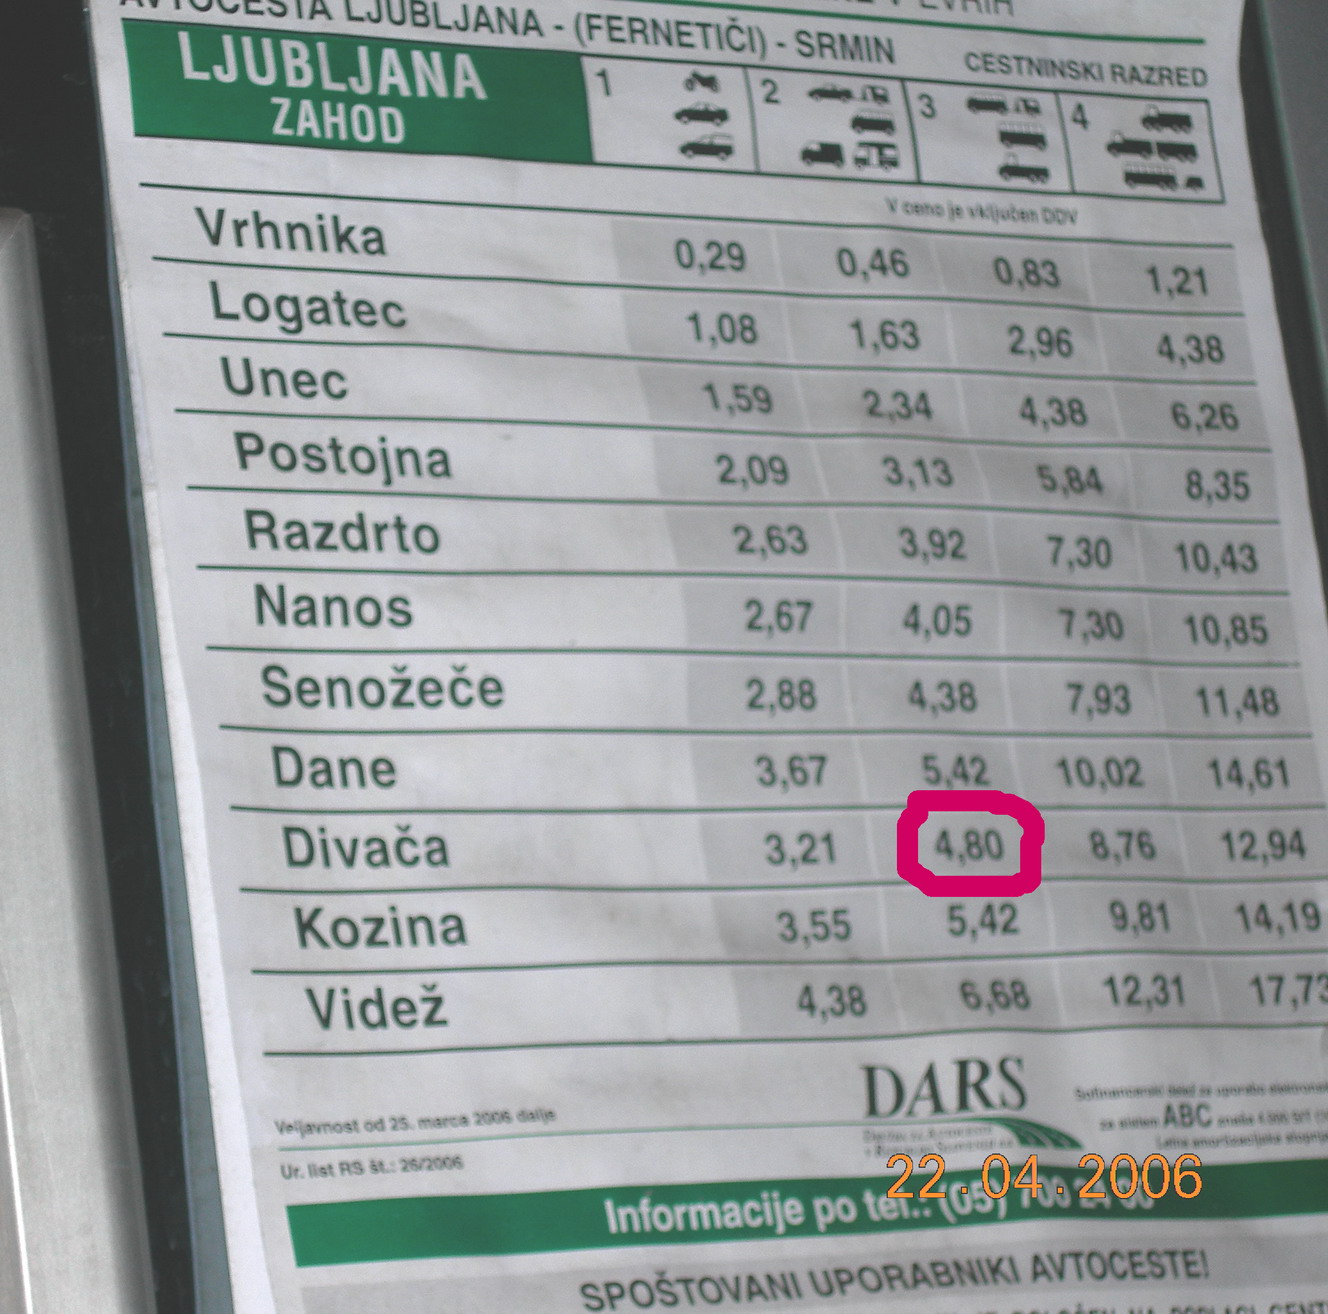 EVRIH
AVTOCESTA LJUBLJANA - (FERNETIČI) - SRMIN
CESTNINSKI RAZRED
LJUBLJANA
ZAHOD
1 2 3 4
V ceno je vključen DDV
Vrhnika 0,29 0,46 0,83 1,21
Logatec 1,08 1,63 2,96 4,38
Unec 1,59 2,34 4,38 6,26
Postojna 2,09 3,13 5,84 8,35
Razdrto 2,63 3,92 7,30 10,43
Nanos 2,67 4,05 7,30 10,85
Senožeče 2,88 4,38 7,93 11,48
Dane 3,67 5,42 10,02 14,61
Divača 3,21 4,80 8,76 12,94
Kozina 3,55 5,42 9,81 14,19
Videž 4,38 6,68 12,31 17,73
DARS
Veljavnost od 25. marca 2006 dalje
ABC
Ur. list RS št.: 26/2006
22.04.2006
Informacije po tel.: (05) 700
SPOŠTOVANI UPORABNIKI AVTOCESTE!